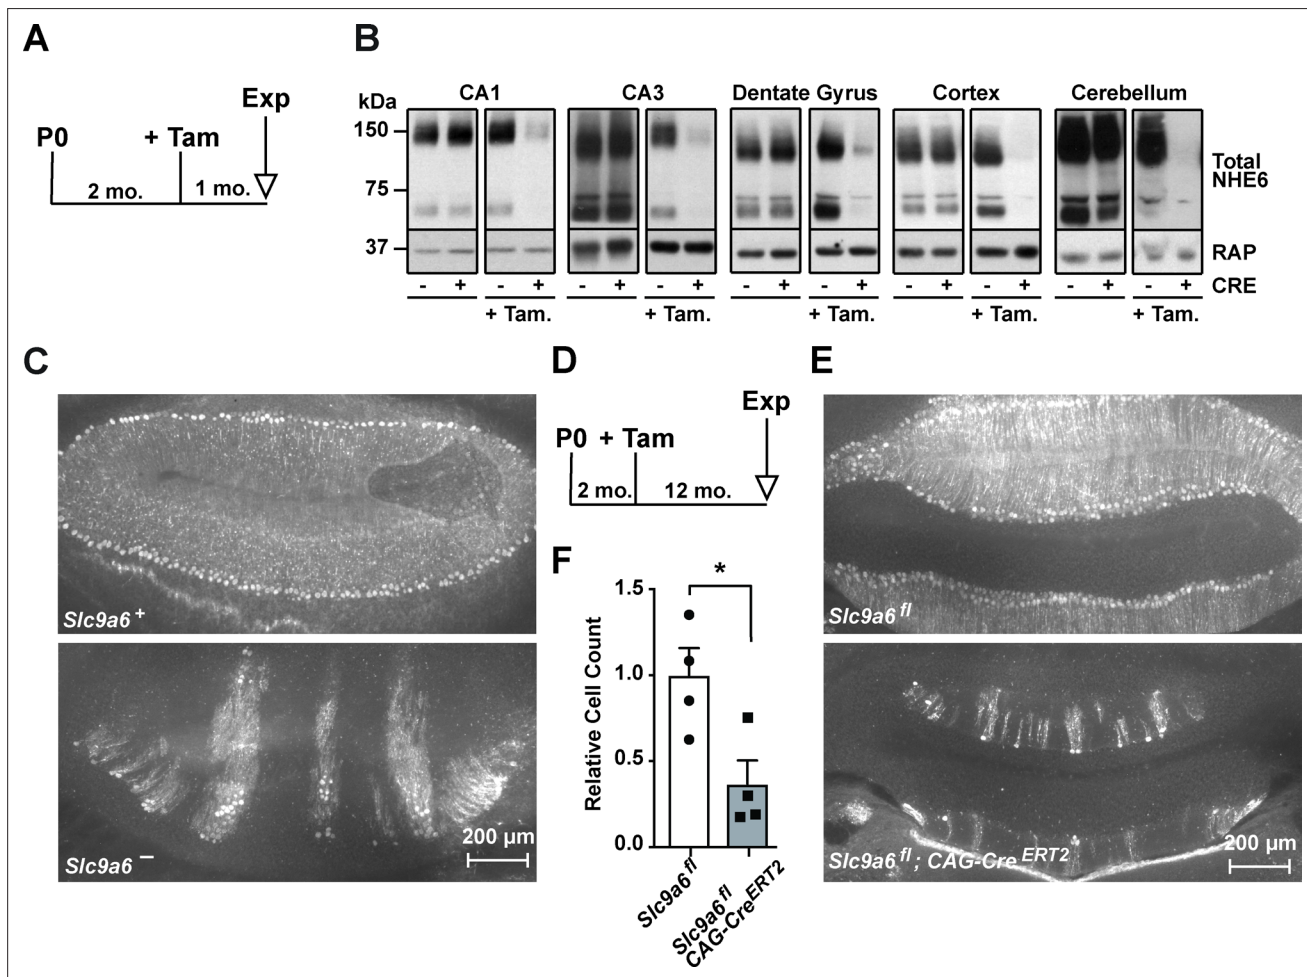 A
P0
+ Tam
Exp
2 mo.
1 mo.
B
CA1
CA3
Dentate Gyrus
Cortex
Cerebellum
kDa
150
75
37
Total
NHE6
RAP
- + - + - + - + - + - + - + - + - + - + CRE
+ Tam. + Tam. + Tam. + Tam. + Tam.
C
Slc9a6 +
Slc9a6 –
200 µm
D
Exp
P0 + Tam
2 mo.
12 mo.
E
Slc9a6 fl
Slc9a6 fl ; CAG-Cre ERT2
200 µm
F
Relative Cell Count
1.5
1.0
0.5
0.0
*
Slc9a6 fl
Slc9a6 fl
CAG-Cre ERT2